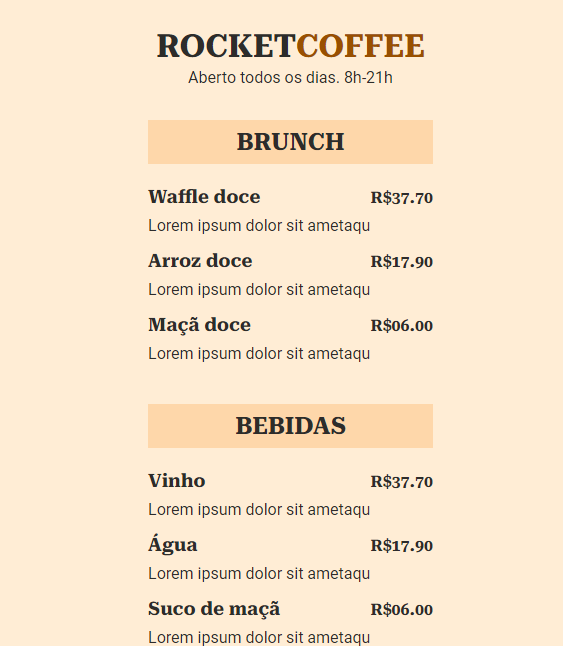 ROCKETCOFFEE
Aberto todos os dias. 8h-21h
BRUNCH
Waffle doce R$37.70
Lorem ipsum dolor sit ametaqu
Arroz doce R$17.90
Lorem ipsum dolor sit ametaqu
Maçã doce R$06.00
Lorem ipsum dolor sit ametaqu
BEBIDAS
Vinho R$37.70
Lorem ipsum dolor sit ametaqu
Água R$17.90
Lorem ipsum dolor sit ametaqu
Suco de maçã R$06.00
Lorem ipsum dolor sit ametaqu